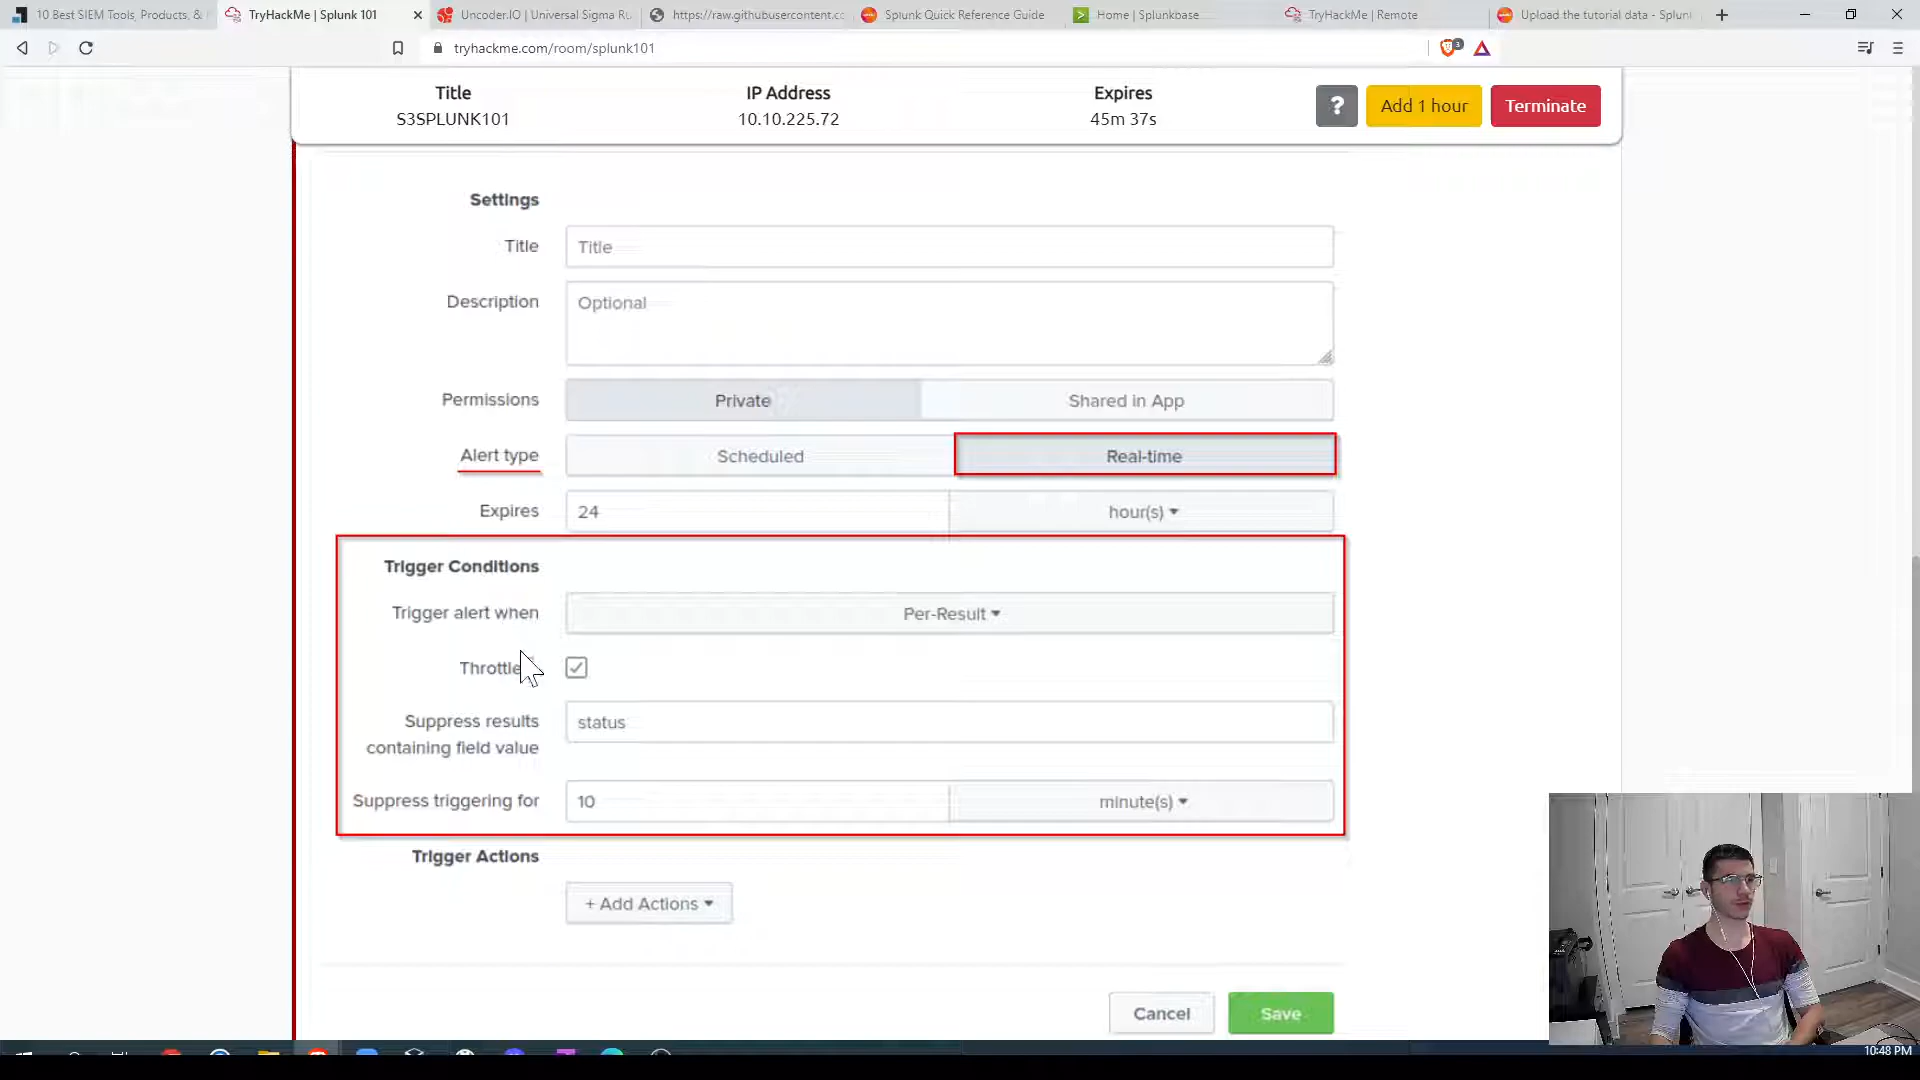 10 Best SIEM Tools, Products, &
TryHackMe | Splunk 101
Uncoder.IO | Universal Sigma Ru
https://raw.githubusercontent.cc
Splunk Quick Reference Guide
Home | Splunkbase
TryHackMe | Remote
Upload the tutorial data - Splun
tryhackme.com/room/splunk101
3
Title
IP Address
Expires
S3SPLUNK101
10.10.225.72
45m 37s
?
Add 1 hour
Terminate
Settings
Title
Title
Description
Optional
Permissions
Private
Shared in App
Alert type
Scheduled
Real-time
Expires
24
hour(s)
Trigger Conditions
Trigger alert when
Per-Result
Throttle
Suppress results
containing field value
status
Suppress triggering for
10
minute(s)
Trigger Actions
+ Add Actions
Cancel
Save
10:48 PM